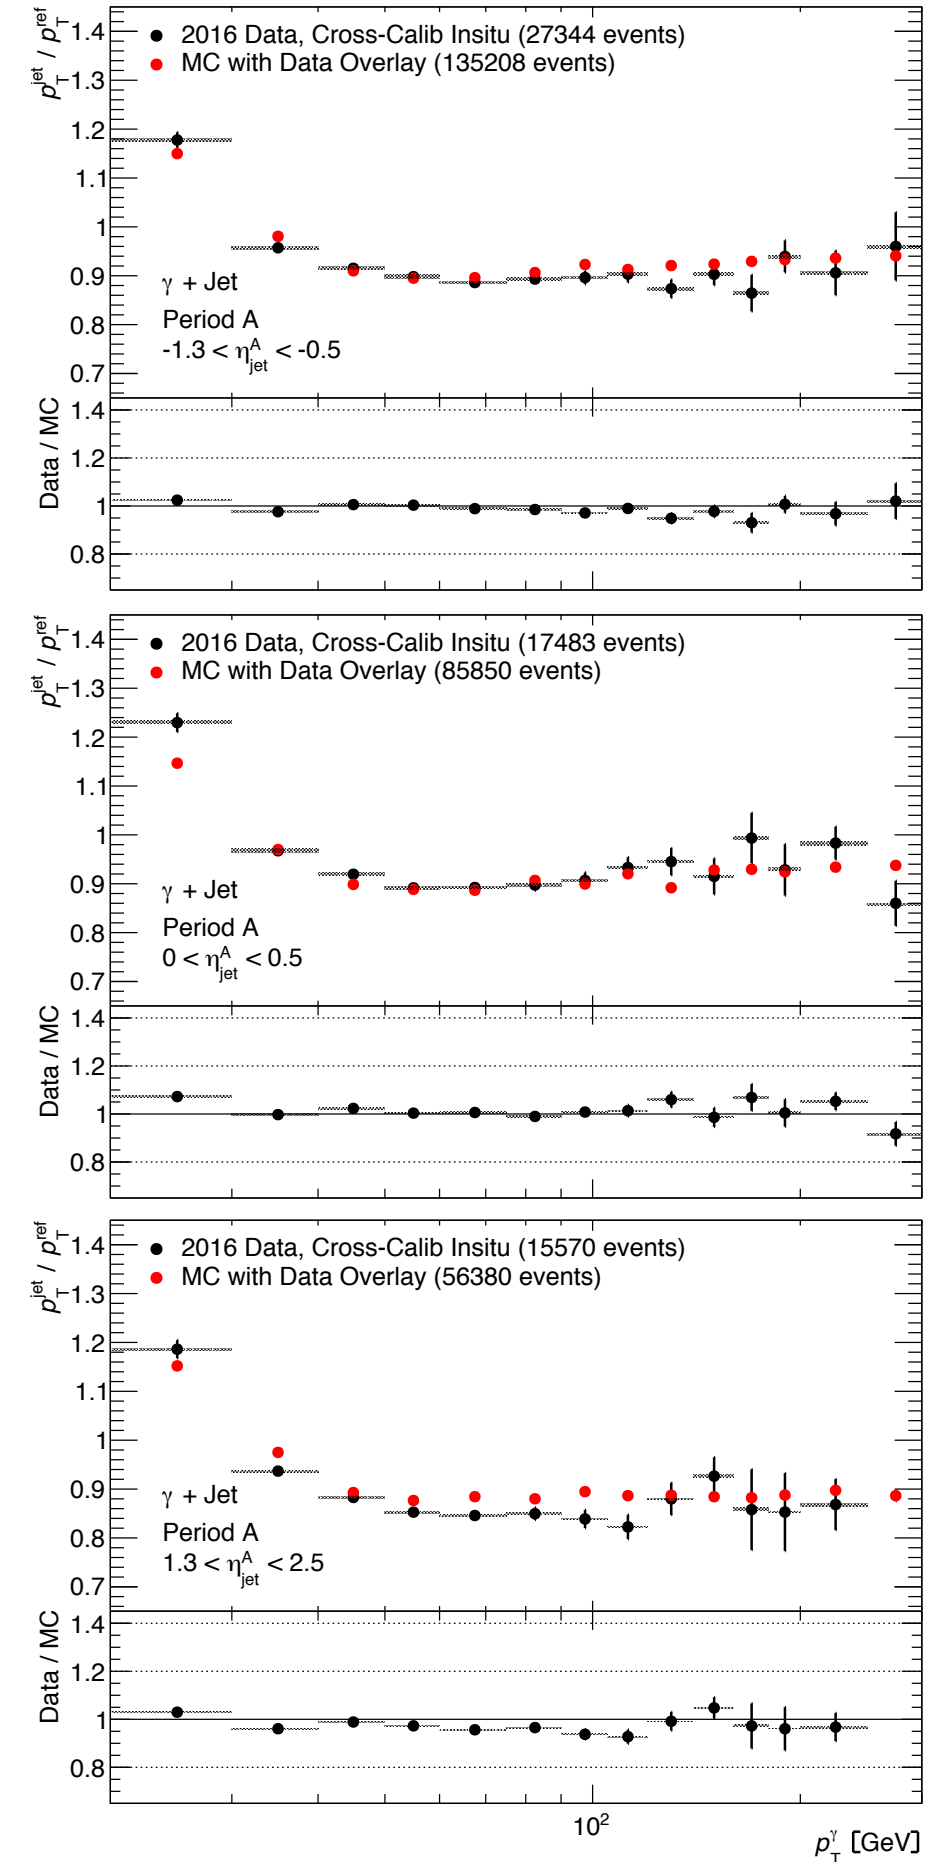 p_T^jet / p_T^ref
1.4
1.3
1.2
1.1
1
0.9
0.8
0.7
2016 Data, Cross-Calib Insitu (27344 events)
MC with Data Overlay (135208 events)
γ + Jet
Period A
-1.3 < η_jet^A < -0.5
Data / MC
1.4
1.2
1
0.8
p_T^jet / p_T^ref
1.4
1.3
1.2
1.1
1
0.9
0.8
0.7
2016 Data, Cross-Calib Insitu (17483 events)
MC with Data Overlay (85850 events)
γ + Jet
Period A
0 < η_jet^A < 0.5
Data / MC
1.4
1.2
1
0.8
p_T^jet / p_T^ref
1.4
1.3
1.2
1.1
1
0.9
0.8
0.7
2016 Data, Cross-Calib Insitu (15570 events)
MC with Data Overlay (56380 events)
γ + Jet
Period A
1.3 < η_jet^A < 2.5
Data / MC
1.4
1.2
1
0.8
10²
p_T^γ [GeV]